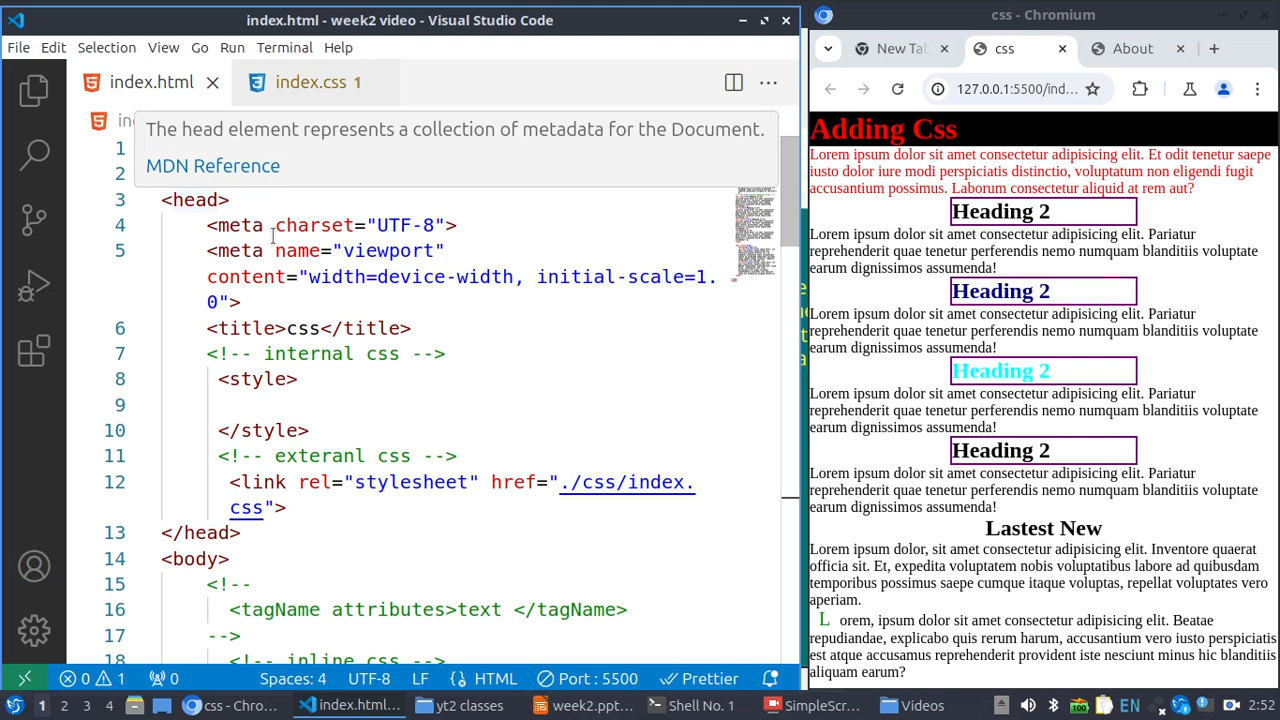 index.html - week2 video - Visual Studio Code
File Edit Selection View Go Run Terminal Help
index.html
index.css 1
The head element represents a collection of metadata for the Document.
MDN Reference
1
2
3 <head>
4 <meta charset="UTF-8">
5 <meta name="viewport"
content="width=device-width, initial-scale=1.
0">
6 <title>css</title>
7 <!-- internal css -->
8 <style>
9
10 </style>
11 <!-- exteranl css -->
12 <link rel="stylesheet" href="./css/index.
css">
13 </head>
14 <body>
15 <!--
16 <tagName attributes>text </tagName>
17 -->
18 <!-- inline css -->
0 1 0 Spaces: 4 UTF-8 LF HTML Port : 5500 Prettier
css - Chromium
New Tab
css
About
127.0.0.1:5500/ind...
Adding Css
Lorem ipsum dolor sit amet consectetur adipisicing elit. Et odit tenetur saepe
iusto dolor iure modi perspiciatis distinctio, voluptatum non eligendi fugit
accusantium possimus. Laborum consectetur aliquid at rem aut?
Heading 2
Lorem ipsum dolor sit amet consectetur adipisicing elit. Pariatur
reprehenderit quae tenetur perferendis nemo numquam blanditiis voluptate
earum dignissimos assumenda!
Heading 2
Lorem ipsum dolor sit amet consectetur adipisicing elit. Pariatur
reprehenderit quae tenetur perferendis nemo numquam blanditiis voluptate
earum dignissimos assumenda!
Heading 2
Lorem ipsum dolor sit amet consectetur adipisicing elit. Pariatur
reprehenderit quae tenetur perferendis nemo numquam blanditiis voluptate
earum dignissimos assumenda!
Heading 2
Lorem ipsum dolor sit amet consectetur adipisicing elit. Pariatur
reprehenderit quae tenetur perferendis nemo numquam blanditiis voluptate
earum dignissimos assumenda!
Lastest New
Lorem ipsum dolor, sit amet consectetur adipisicing elit. Inventore quaerat
officia sit. Et, expedita voluptatem nobis voluptatibus labore ad quibusdam
temporibus possimus saepe cumque itaque voluptas, repellat voluptates vero
aperiam.
L orem, ipsum dolor sit amet consectetur adipisicing elit. Beatae
repudiandae, explicabo quis rerum harum, accusantium vero iusto perspiciatis
est atque accusamus reprehenderit provident iste nesciunt minus hic blanditiis
aliquam earum?
1 2 3 4 css - Chro... index.html... yt2 classes week2.ppt... Shell No. 1 SimpleScr... Videos 100 EN 2:52